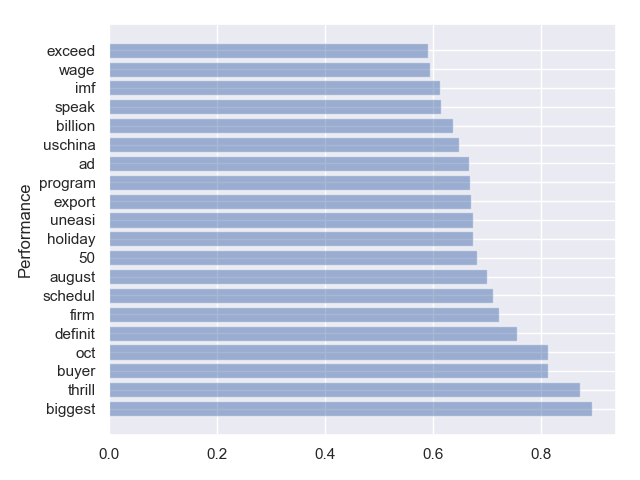 exceed
wage
imf
speak
billion
uschina
ad
program
export
uneasi
holiday
50
august
schedul
firm
definit
oct
buyer
thrill
biggest
Performance
0.0 0.2 0.4 0.6 0.8